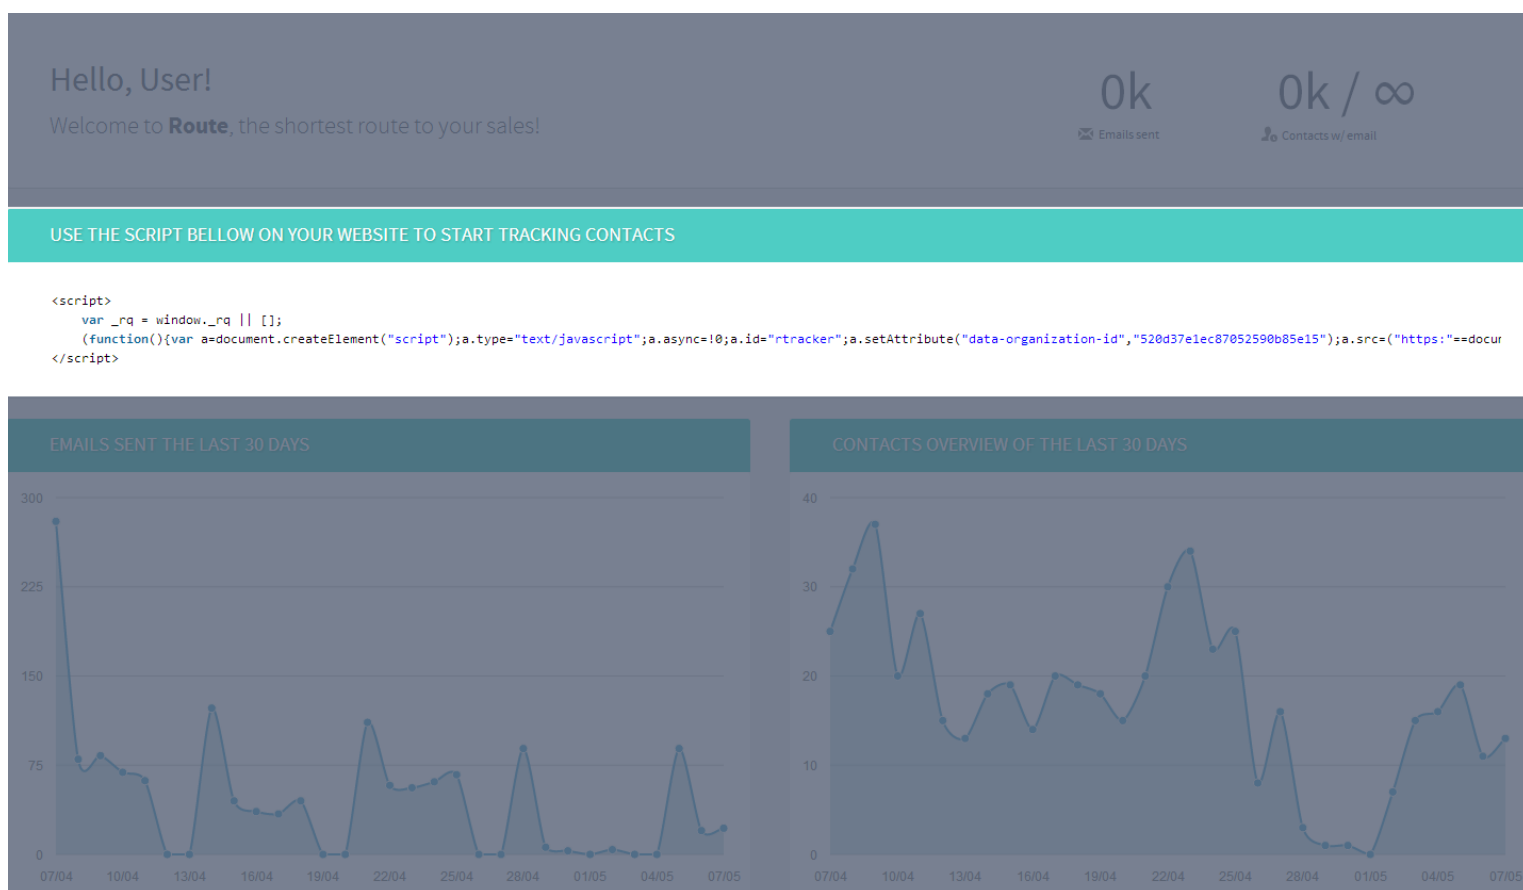 Hello, User!
Welcome to Route, the shortest route to your sales!
0k
Emails sent
0k / ∞
Contacts w/ email
USE THE SCRIPT BELLOW ON YOUR WEBSITE TO START TRACKING CONTACTS
<script>
var _rq = window._rq || [];
(function(){var a=document.createElement("script");a.type="text/javascript";a.async=!0;a.id="rtracker";a.setAttribute("data-organization-id","520d37e1ec87052590b85e15");a.src=("https:"==docur
</script>
EMAILS SENT THE LAST 30 DAYS
300
225
150
75
0
07/04 10/04 13/04 16/04 19/04 22/04 25/04 28/04 01/05 04/05 07/05
CONTACTS OVERVIEW OF THE LAST 30 DAYS
40
30
20
10
0
07/04 10/04 13/04 16/04 19/04 22/04 25/04 28/04 01/05 04/05 07/05